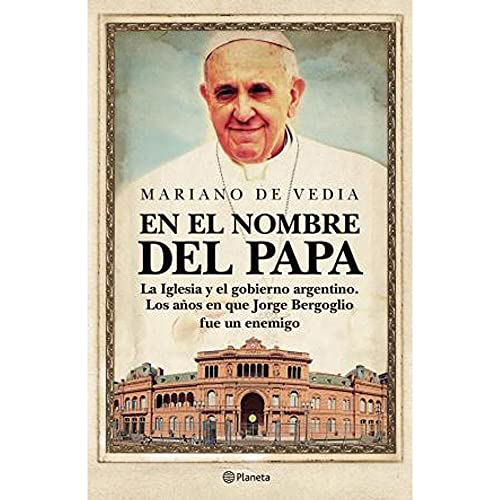 MARIANO DE VEDIA
EN EL NOMBRE
DEL PAPA
La Iglesia y el gobierno argentino.
Los años en que Jorge Bergoglio
fue un enemigo
Planeta